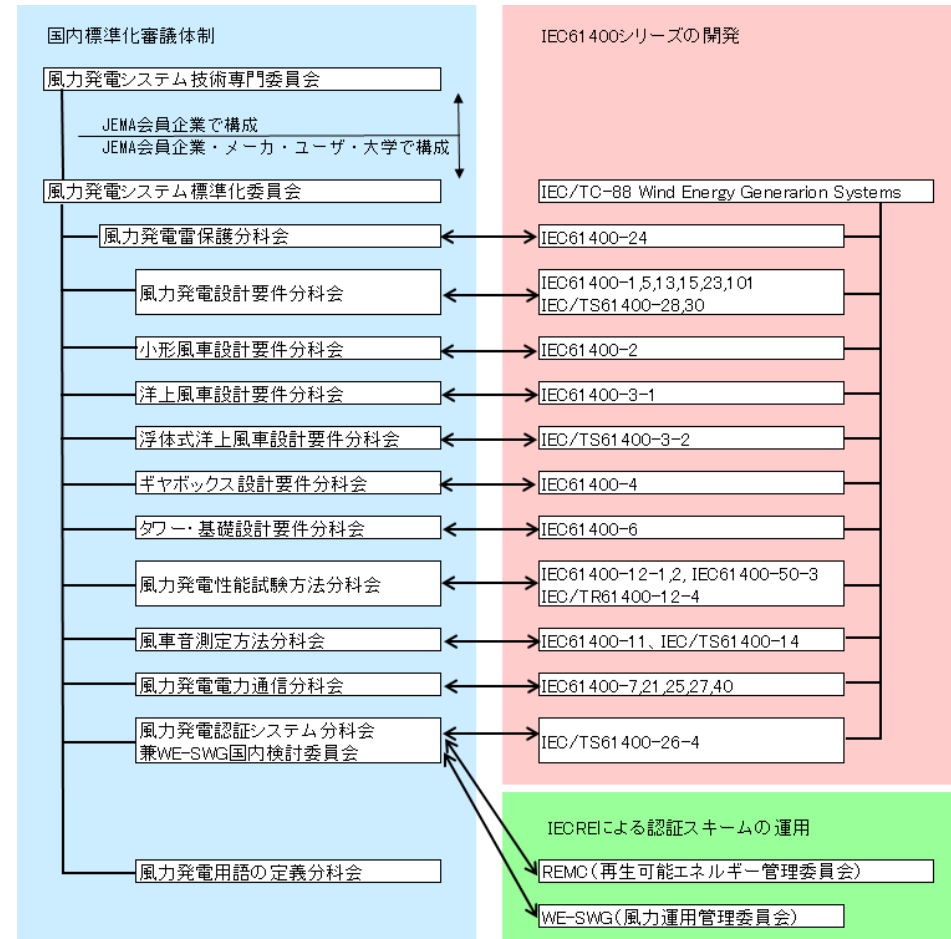 国内標準化審議体制
風力発電システム技術専門委員会
JEMA会員企業で構成
JEMA会員企業・メーカ・ユーザ・大学で構成
風力発電システム標準化委員会
風力発電雷保護分科会
風力発電設計要件分科会
小形風車設計要件分科会
洋上風車設計要件分科会
浮体式洋上風車設計要件分科会
ギヤボックス設計要件分科会
タワー・基礎設計要件分科会
風力発電性能試験方法分科会
風車音測定方法分科会
風力発電電力通信分科会
風力発電認証システム分科会
兼WE-SWG国内検討委員会
風力発電用語の定義分科会
IEC61400シリーズの開発
IEC/TC-88 Wind Energy Generarion Systems
IEC61400-24
IEC61400-1,5,13,15,23,101
IEC/TS61400-28,30
IEC61400-2
IEC61400-3-1
IEC/TS61400-3-2
IEC61400-4
IEC61400-6
IEC61400-12-1,2, IEC61400-50-3
IEC/TR61400-12-4
IEC61400-11、IEC/TS61400-14
IEC61400-7,21,25,27,40
IEC/TS61400-26-4
IECREによる認証スキームの運用
REMC(再生可能エネルギー管理委員会)
WE-SWG(風力運用管理委員会)